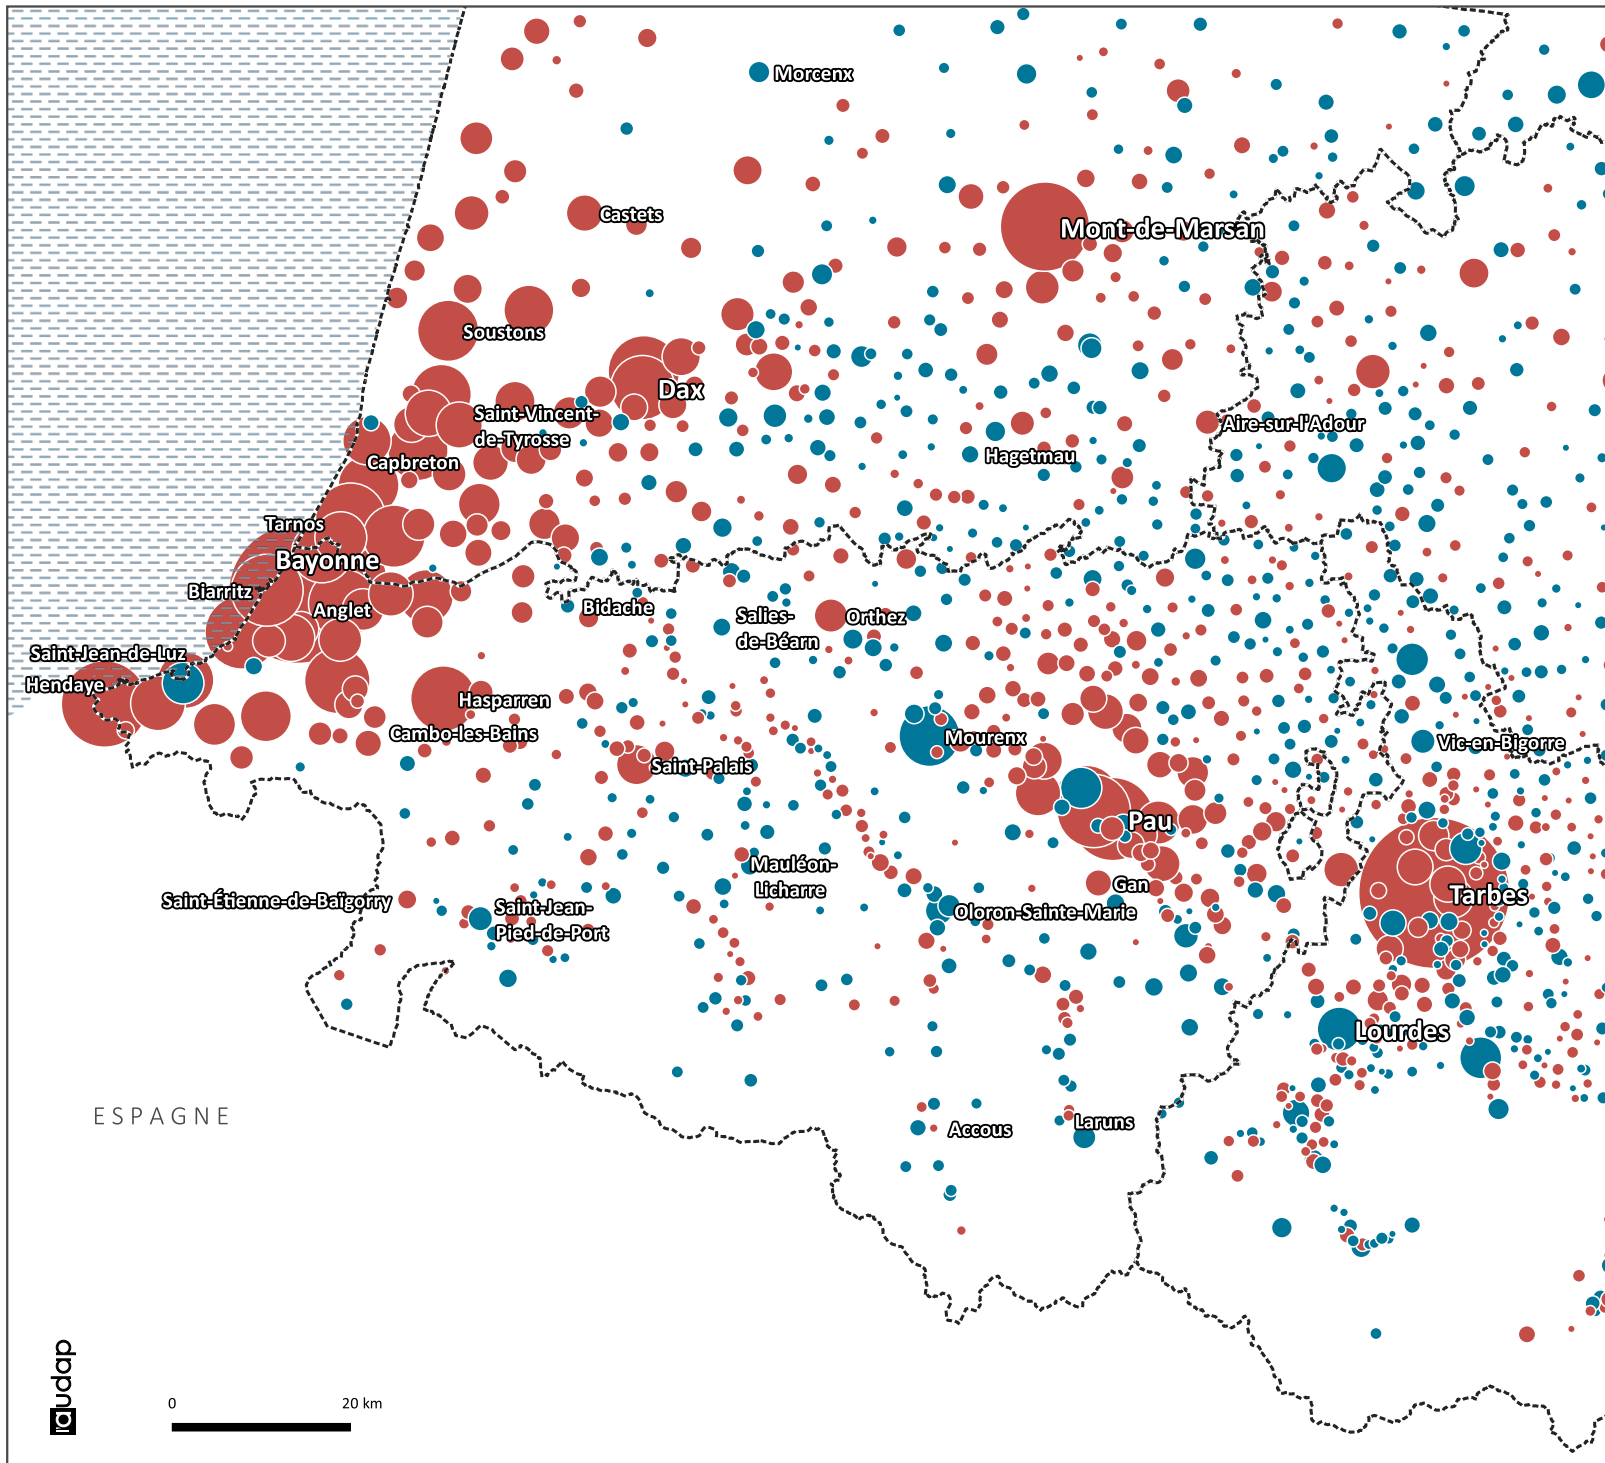 Morcenx
Castets
Mont-de-Marsan
Soustons
Dax
Saint-Vincent-
de-Tyrosse
Aire-sur-l'Adour
Capbreton
Hagetmau
Tarnos
Bayonne
Biarritz
Anglet
Bidache
Salies-
de-Béarn
Orthez
Saint-Jean-de-Luz
Hendaye
Hasparren
Cambo-les-Bains
Mourenx
Vic-en-Bigorre
Saint-Palais
Pau
Mauléon-
Licharre
Gan
Tarbes
Saint-Étienne-de-Baïgorry
Saint-Jean-
Pied-de-Port
Oloron-Sainte-Marie
Lourdes
ESPAGNE
Accous
Laruns
audap
0
20 km